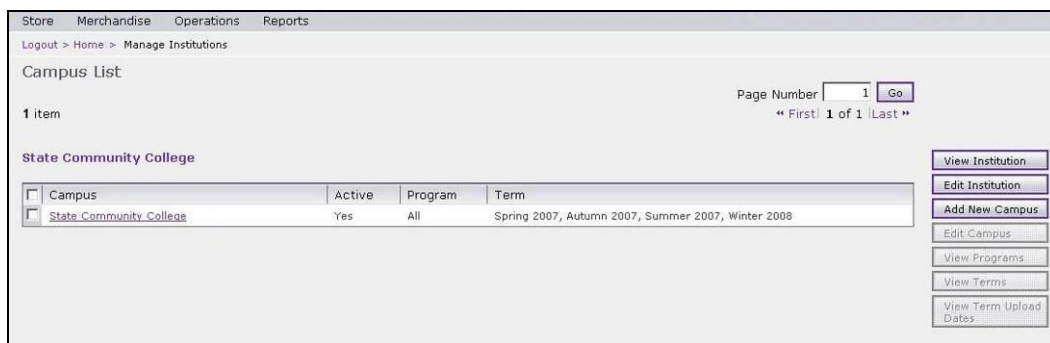 Store Merchandise Operations Reports
Logout > Home > Manage Institutions
Campus List
Page Number 1 Go
1 item
« First| 1 of 1 |Last »
State Community College
View Institution
Edit Institution
Campus Active Program Term
Add New Campus
State Community College Yes All Spring 2007, Autumn 2007, Summer 2007, Winter 2008
Edit Campus
View Programs
View Terms
View Term Upload
Dates